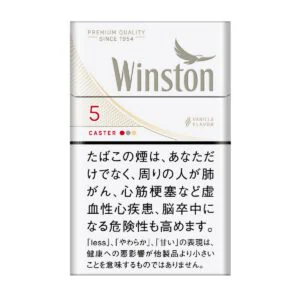 PREMIUM QUALITY
SINCE 1954
Winston
5
VANILLA
FLAVOR
CASTER
たばこの煙は、あなただ
けでなく、周りの人が肺
がん、心筋梗塞など虚
血性心疾患、脳卒中に
なる危険性も高めます。
「less」、「やわらか」、「甘い」の表現は、
健康への悪影響が他製品より小さい
ことを意味するものではありません。